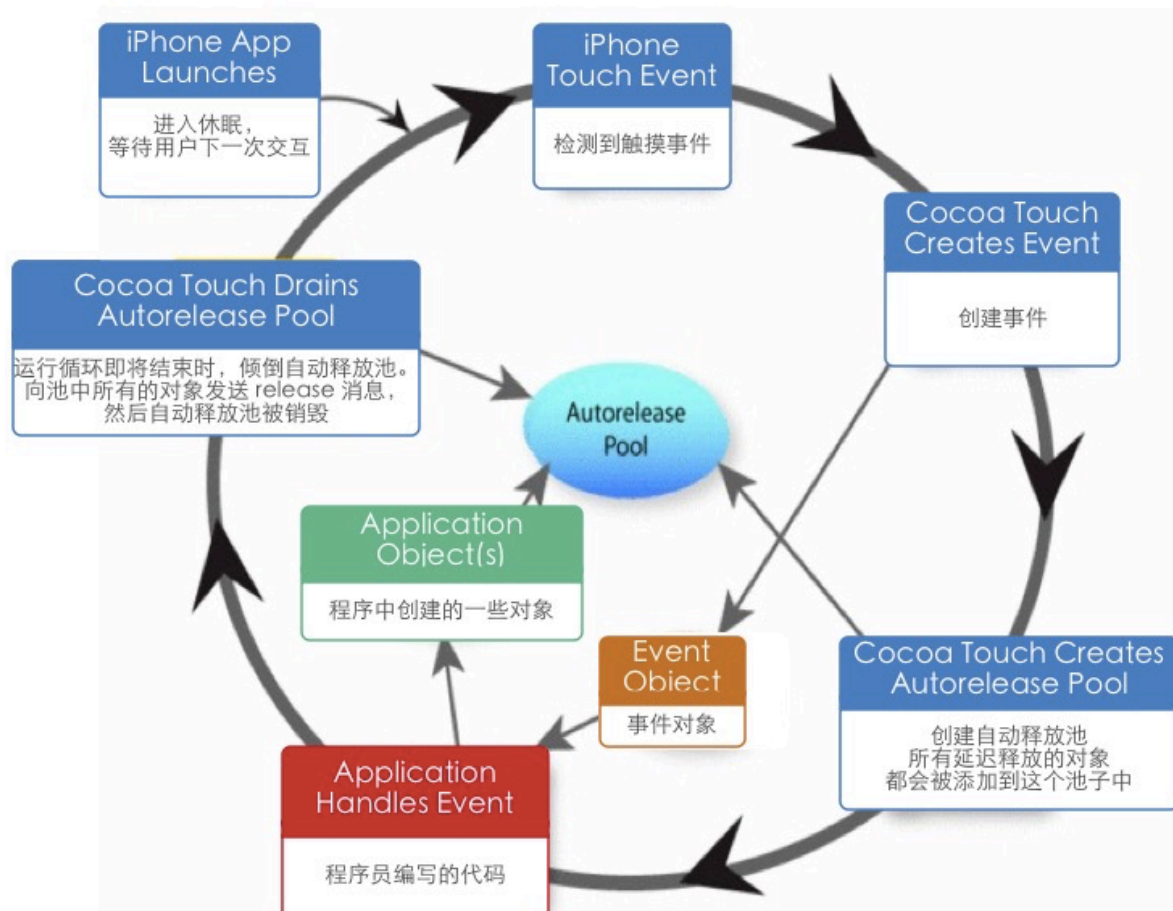 iPhone App
Launches
进入休眠，
等待用户下一次交互
iPhone
Touch Event
检测到触摸事件
Cocoa Touch
Creates Event
创建事件
Cocoa Touch Drains
Autorelease Pool
运行循环即将结束时，倾倒自动释放池。
向池中所有的对象发送 release 消息，
然后自动释放池被销毁
Autorelease
Pool
Application
Object(s)
程序中创建的一些对象
Event
Object
事件对象
Cocoa Touch Creates
Autorelease Pool
创建自动释放池
所有延迟释放的对象
都会被添加到这个池子中
Application
Handles Event
程序员编写的代码